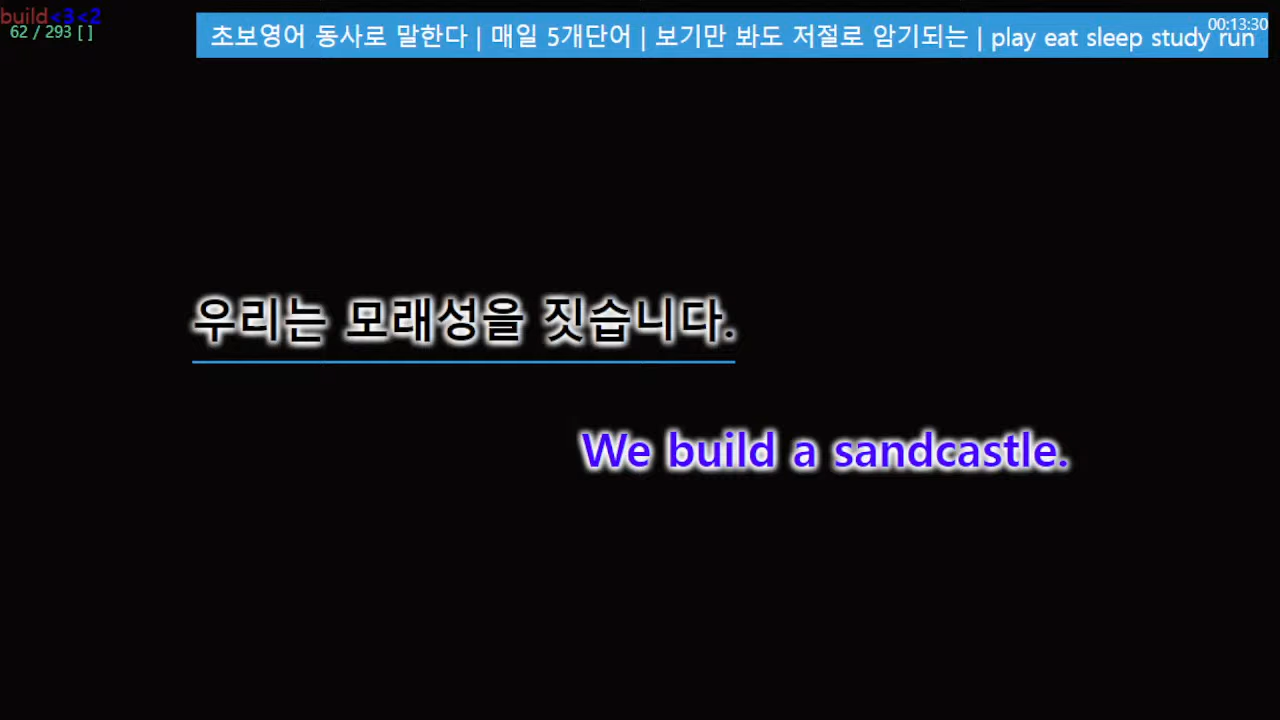 build<3<2
62 / 293 [ ]
초보영어 동사로 말한다 | 매일 5개단어 | 보기만 봐도 저절로 암기되는 | play eat sleep study run
00:13:30
우리는 모래성을 짓습니다.
We build a sandcastle.